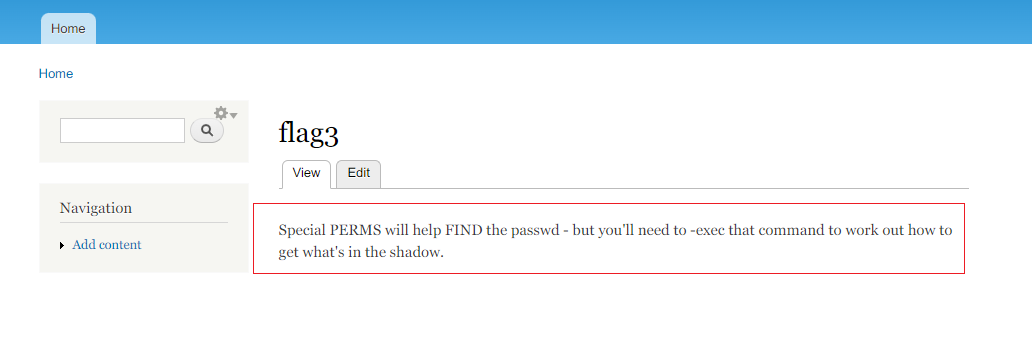 Home
Home
flag3
View Edit
Navigation
Add content
Special PERMS will help FIND the passwd - but you'll need to -exec that command to work out how to
get what's in the shadow.